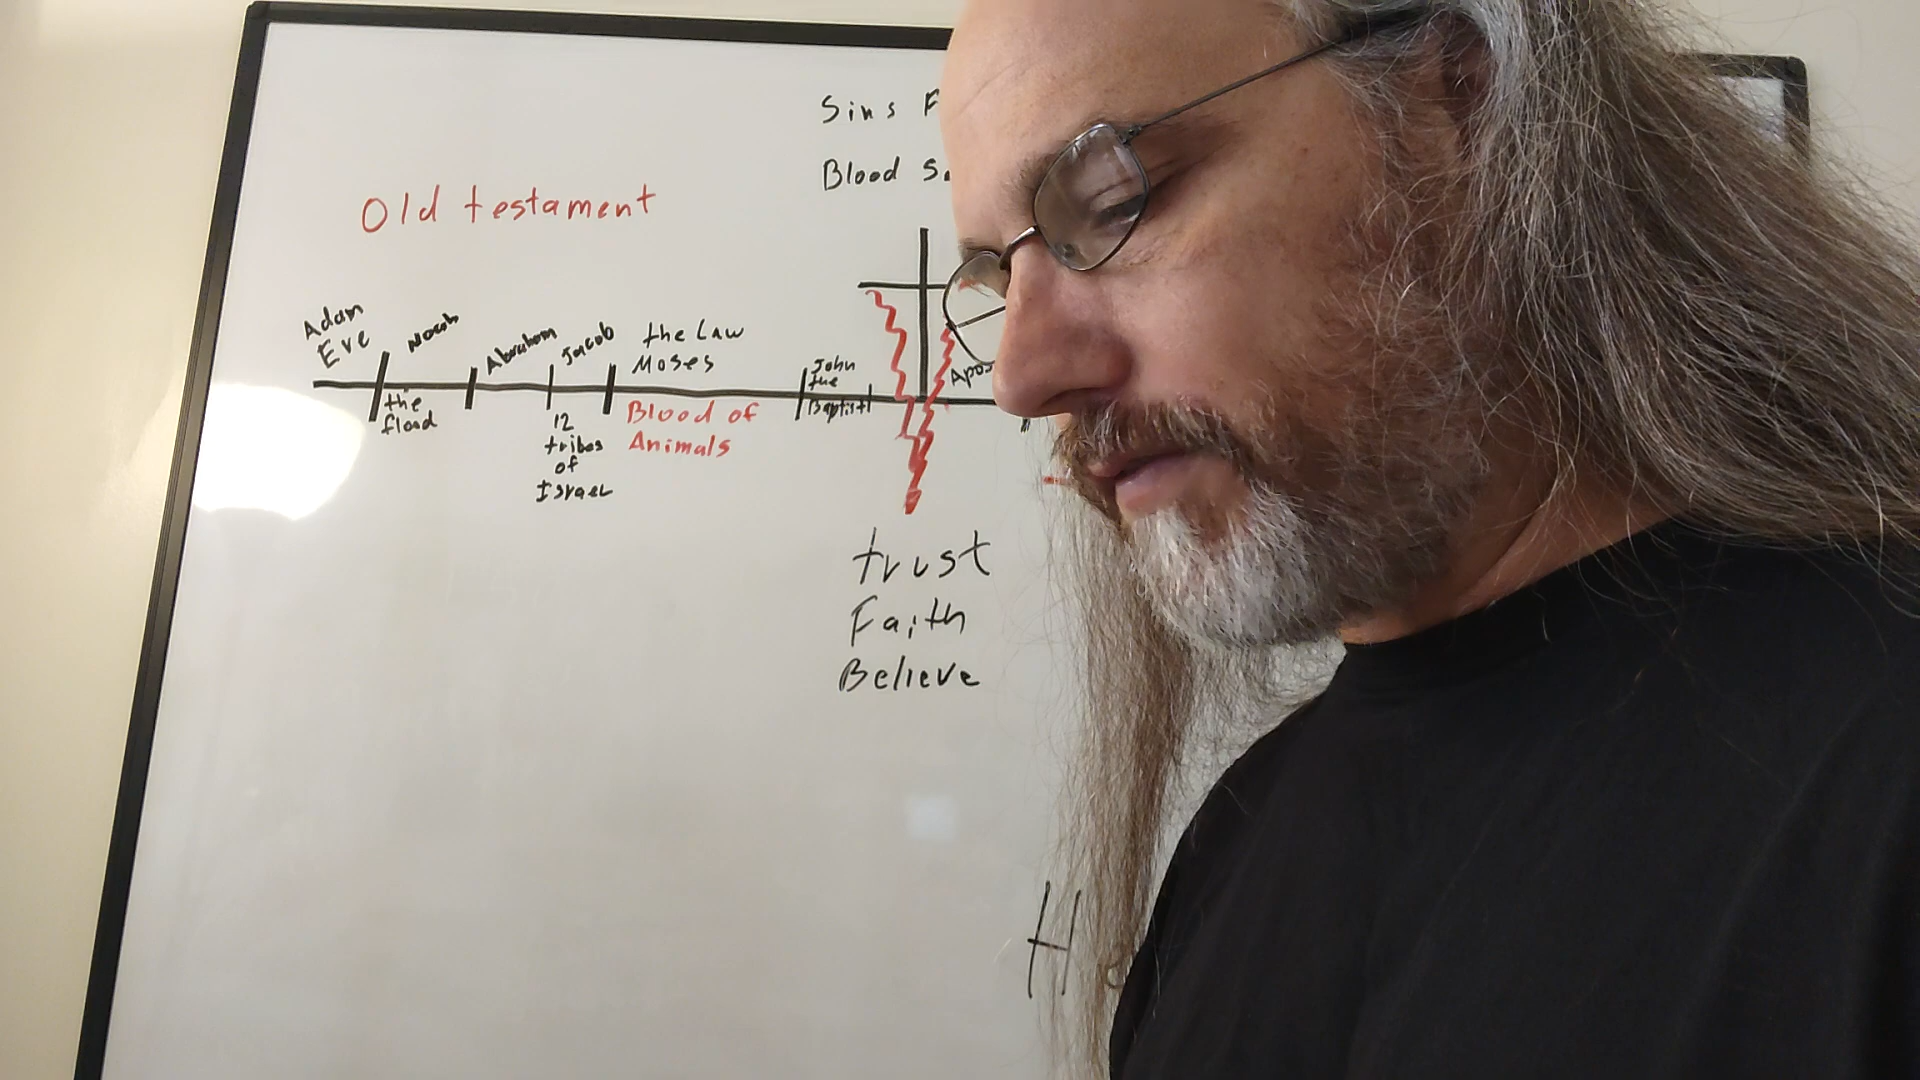 Sins F
Blood S
Old testament
Adam
Eve
Noah
the
flood
Abraham
Jacob
12
tribes
of
Israel
the Law
Moses
Blood of
Animals
John
the
Baptist
Apos
trust
Faith
Believe
H